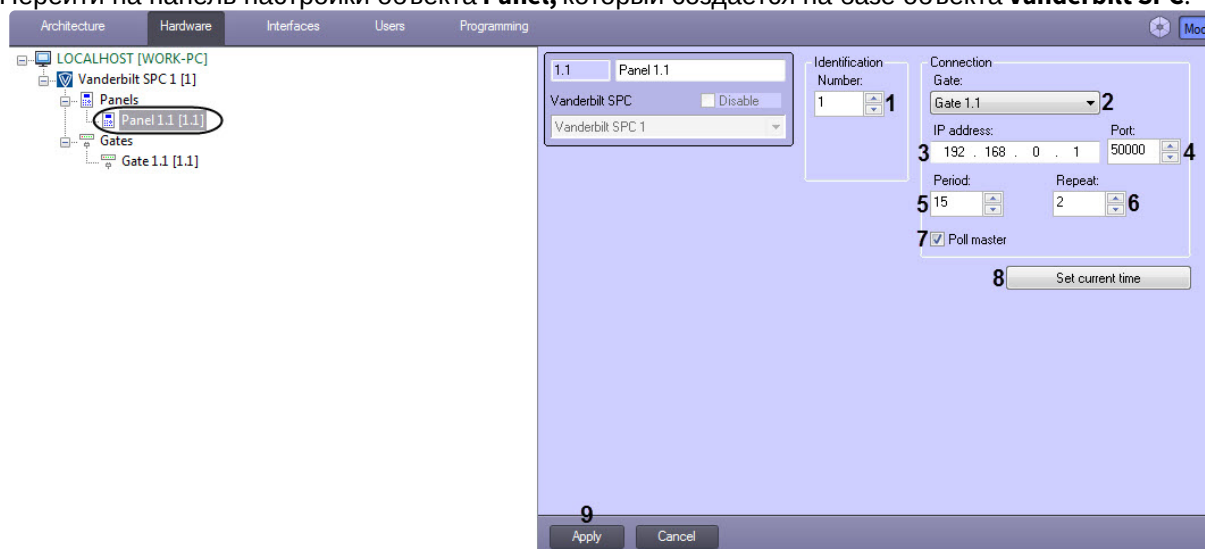 Перейти на панель настройки объекта Panel, который создается на базе объекта Vanderbilt SPC.
Architecture Hardware Interfaces Users Programming
LOCALHOST [WORK-PC]
Vanderbilt SPC 1 [1]
Panels
Panel 1.1 [1.1]
Gates
Gate 1.1 [1.1]
1.1 Panel 1.1
Vanderbilt SPC Disable
Vanderbilt SPC 1
Identification
Number:
1 1
Connection
Gate:
Gate 1.1 2
IP address: Port:
3 192 . 168 . 0 . 1 50000 4
Period: Repeat:
5 15 2 6
7 Poll master
8 Set current time
9
Apply Cancel